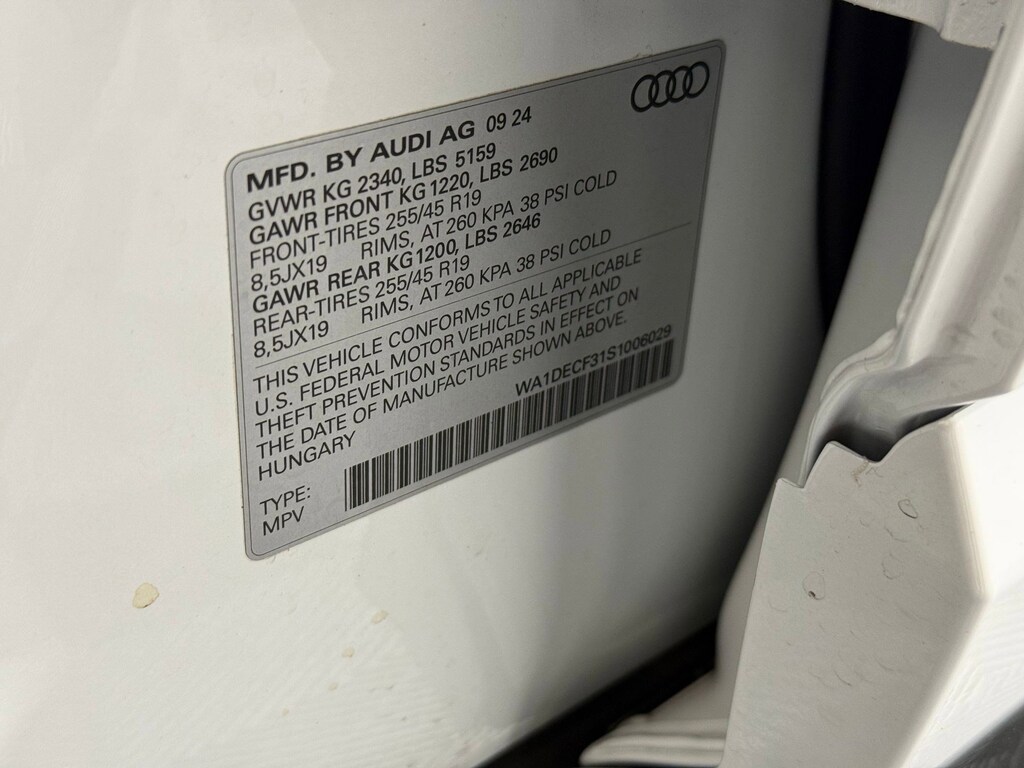 MFD. BY AUDI AG 09 24
GVWR KG 2340, LBS 5159
GAWR FRONT KG 1220, LBS 2690
FRONT-TIRES 255/45 R19
8,5JX19 RIMS, AT 260 KPA 38 PSI COLD
GAWR REAR KG 1200, LBS 2646
REAR-TIRES 255/45 R19
8,5JX19 RIMS, AT 260 KPA 38 PSI COLD
THIS VEHICLE CONFORMS TO ALL APPLICABLE
U.S. FEDERAL MOTOR VEHICLE SAFETY AND
THEFT PREVENTION STANDARDS IN EFFECT ON
THE DATE OF MANUFACTURE SHOWN ABOVE.
HUNGARY
WA1DECF31S1006029
TYPE:
MPV